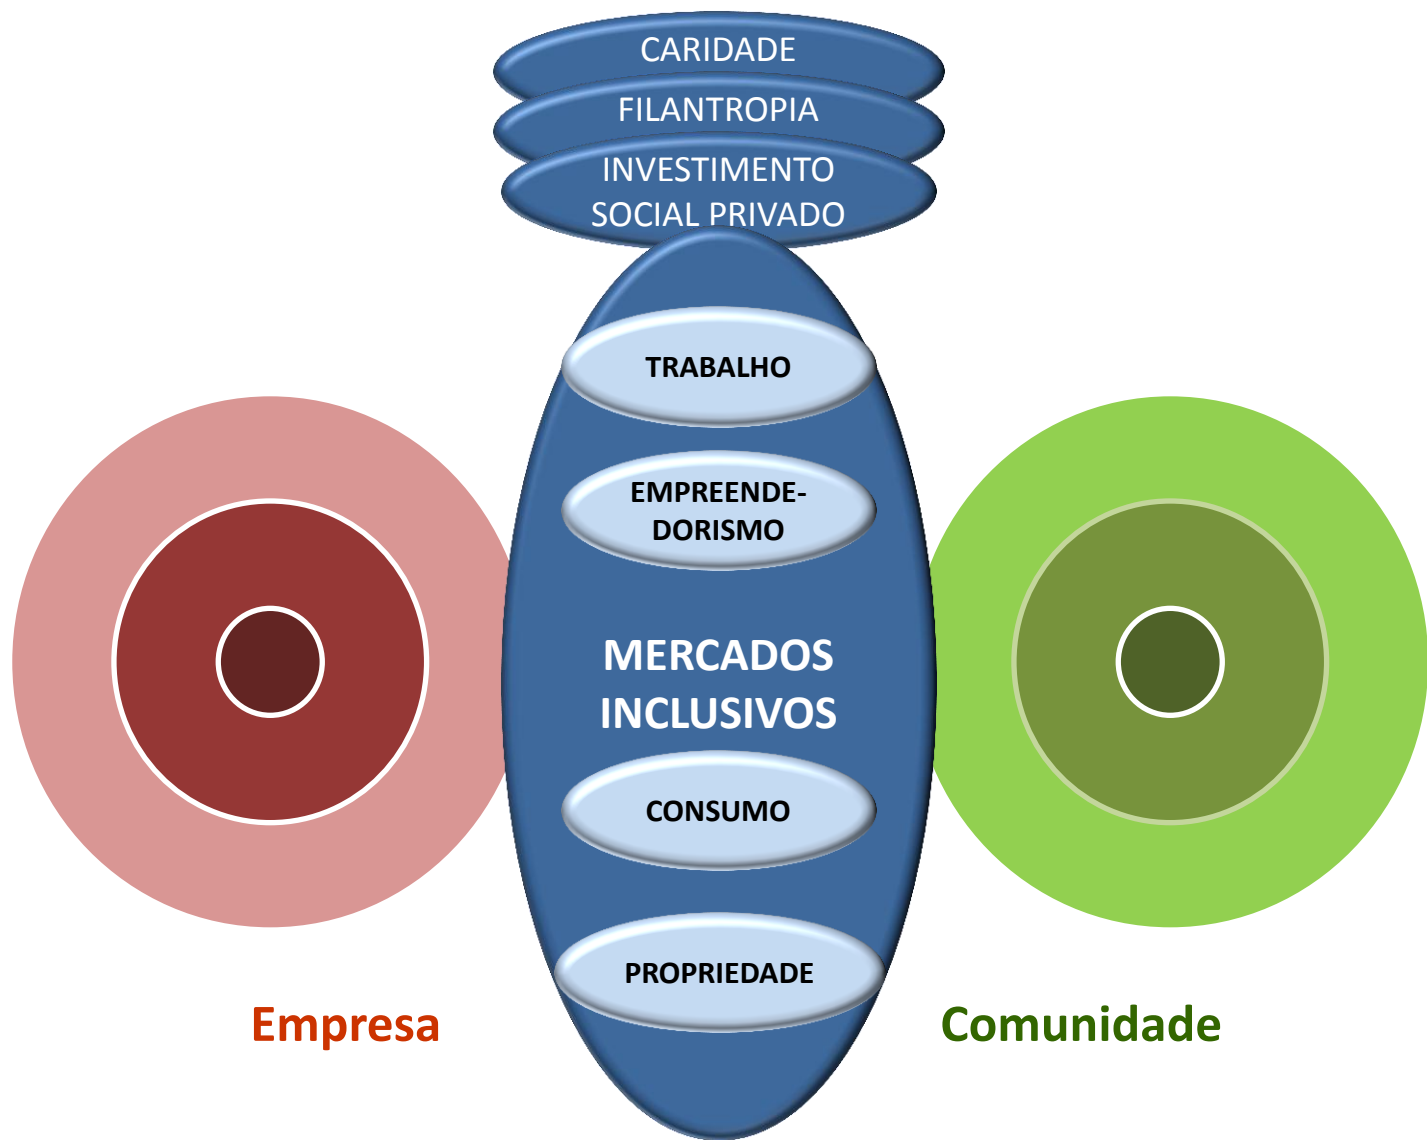 CARIDADE
FILANTROPIA
INVESTIMENTO
SOCIAL PRIVADO
TRABALHO
EMPREENDE-
DORISMO
MERCADOS
INCLUSIVOS
CONSUMO
PROPRIEDADE
Empresa
Comunidade